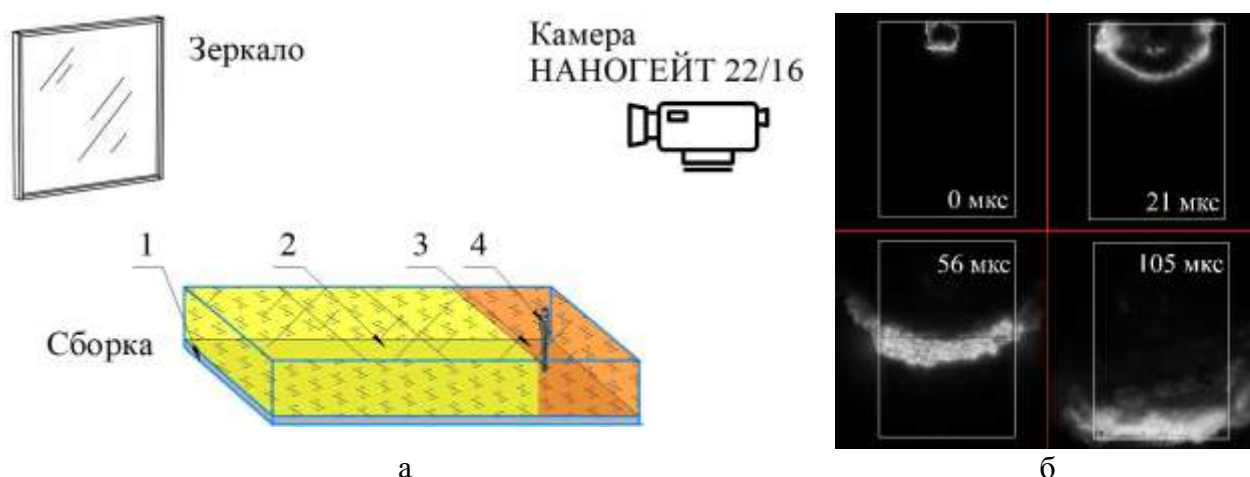 Зеркало
Камера
НАНОГЕЙТ 22/16
1
2
3
4
Сборка
а
0 мкс
21 мкс
56 мкс
105 мкс
б